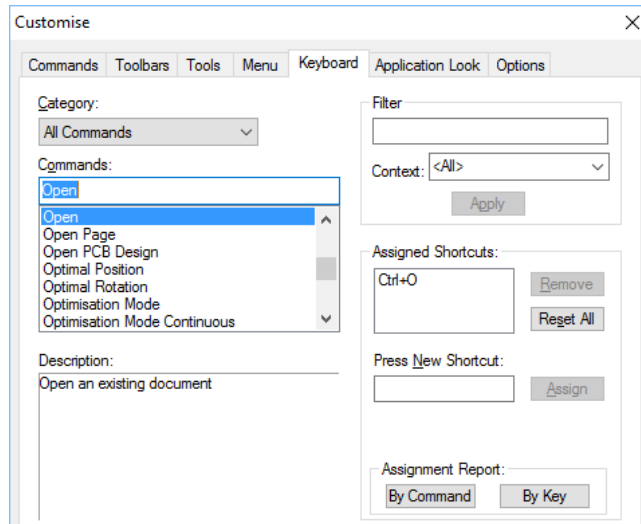 Customise
Commands Toolbars Tools Menu Keyboard Application Look Options
Category:
All Commands
Commands:
Open
Open
Open Page
Open PCB Design
Optimal Position
Optimal Rotation
Optimisation Mode
Optimisation Mode Continuous
Description:
Open an existing document
Filter
Context: <All>
Apply
Assigned Shortcuts:
Ctrl+O
Remove
Reset All
Press New Shortcut:
Assign
Assignment Report:
By Command By Key